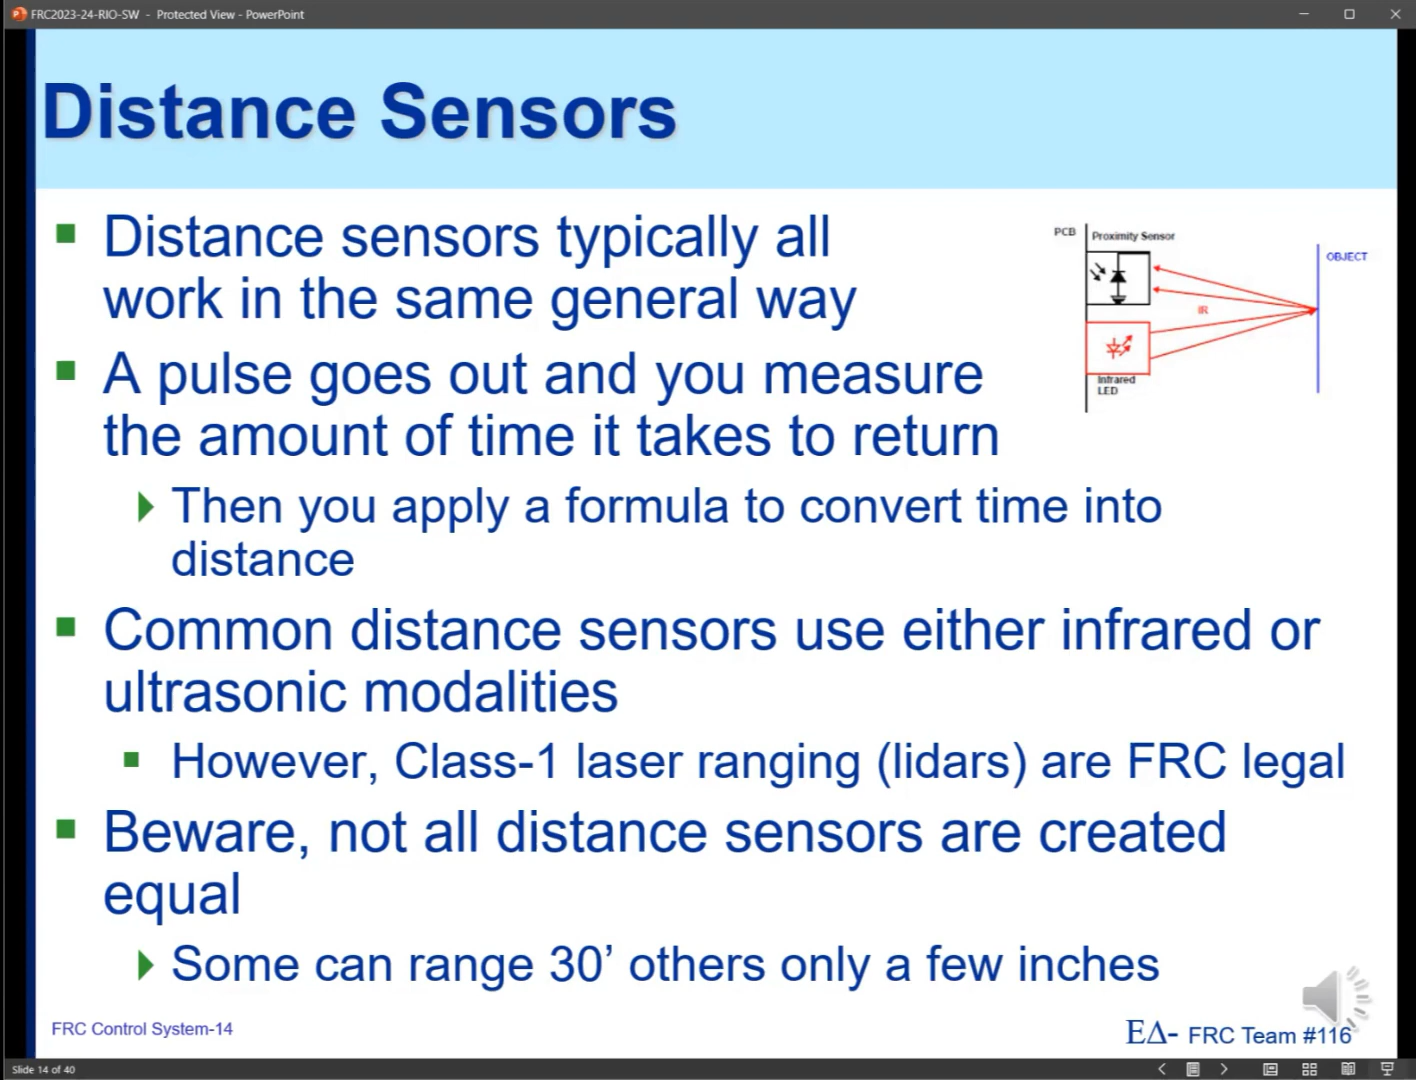 FRC2023-24-RIO-SW - Protected View - PowerPoint
Distance Sensors
Distance sensors typically all
work in the same general way
A pulse goes out and you measure
the amount of time it takes to return
Then you apply a formula to convert time into
distance
Common distance sensors use either infrared or
ultrasonic modalities
However, Class-1 laser ranging (lidars) are FRC legal
Beware, not all distance sensors are created
equal
Some can range 30’ others only a few inches
PCB
Proximity Sensor
OBJECT
IR
Infrared
LED
FRC Control System-14
ΕΔ- FRC Team #116
Slide 14 of 40